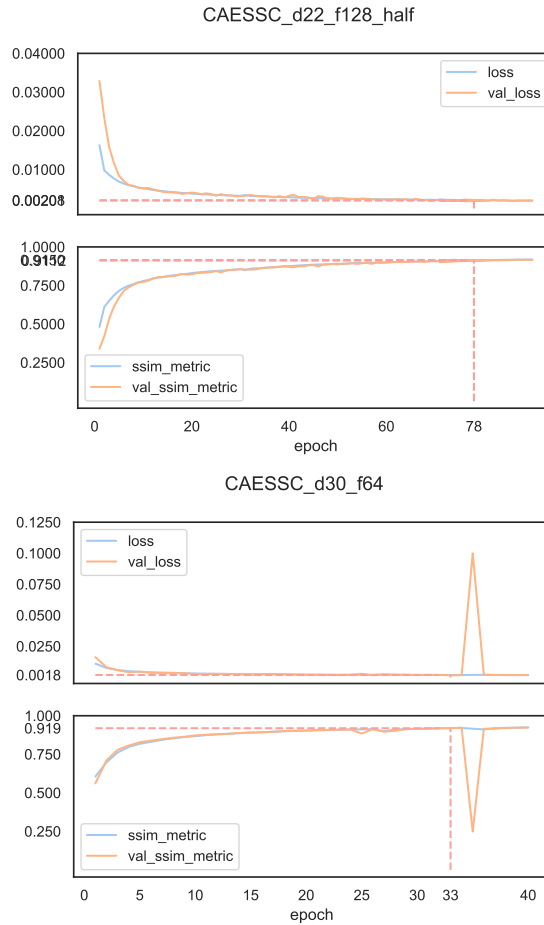 CAESSC_d22_f128_half
0.04000
0.03000
0.02000
0.01000
loss
val_loss
1.0000
0.7500
0.5000
0.2500
ssim_metric
val_ssim_metric
0 20 40 60 78
epoch
CAESSC_d30_f64
0.1250
0.1000
0.0750
0.0500
0.0250
0.0018
loss
val_loss
1.000
0.919
0.750
0.500
0.250
ssim_metric
val_ssim_metric
0 5 10 15 20 25 30 33 40
epoch